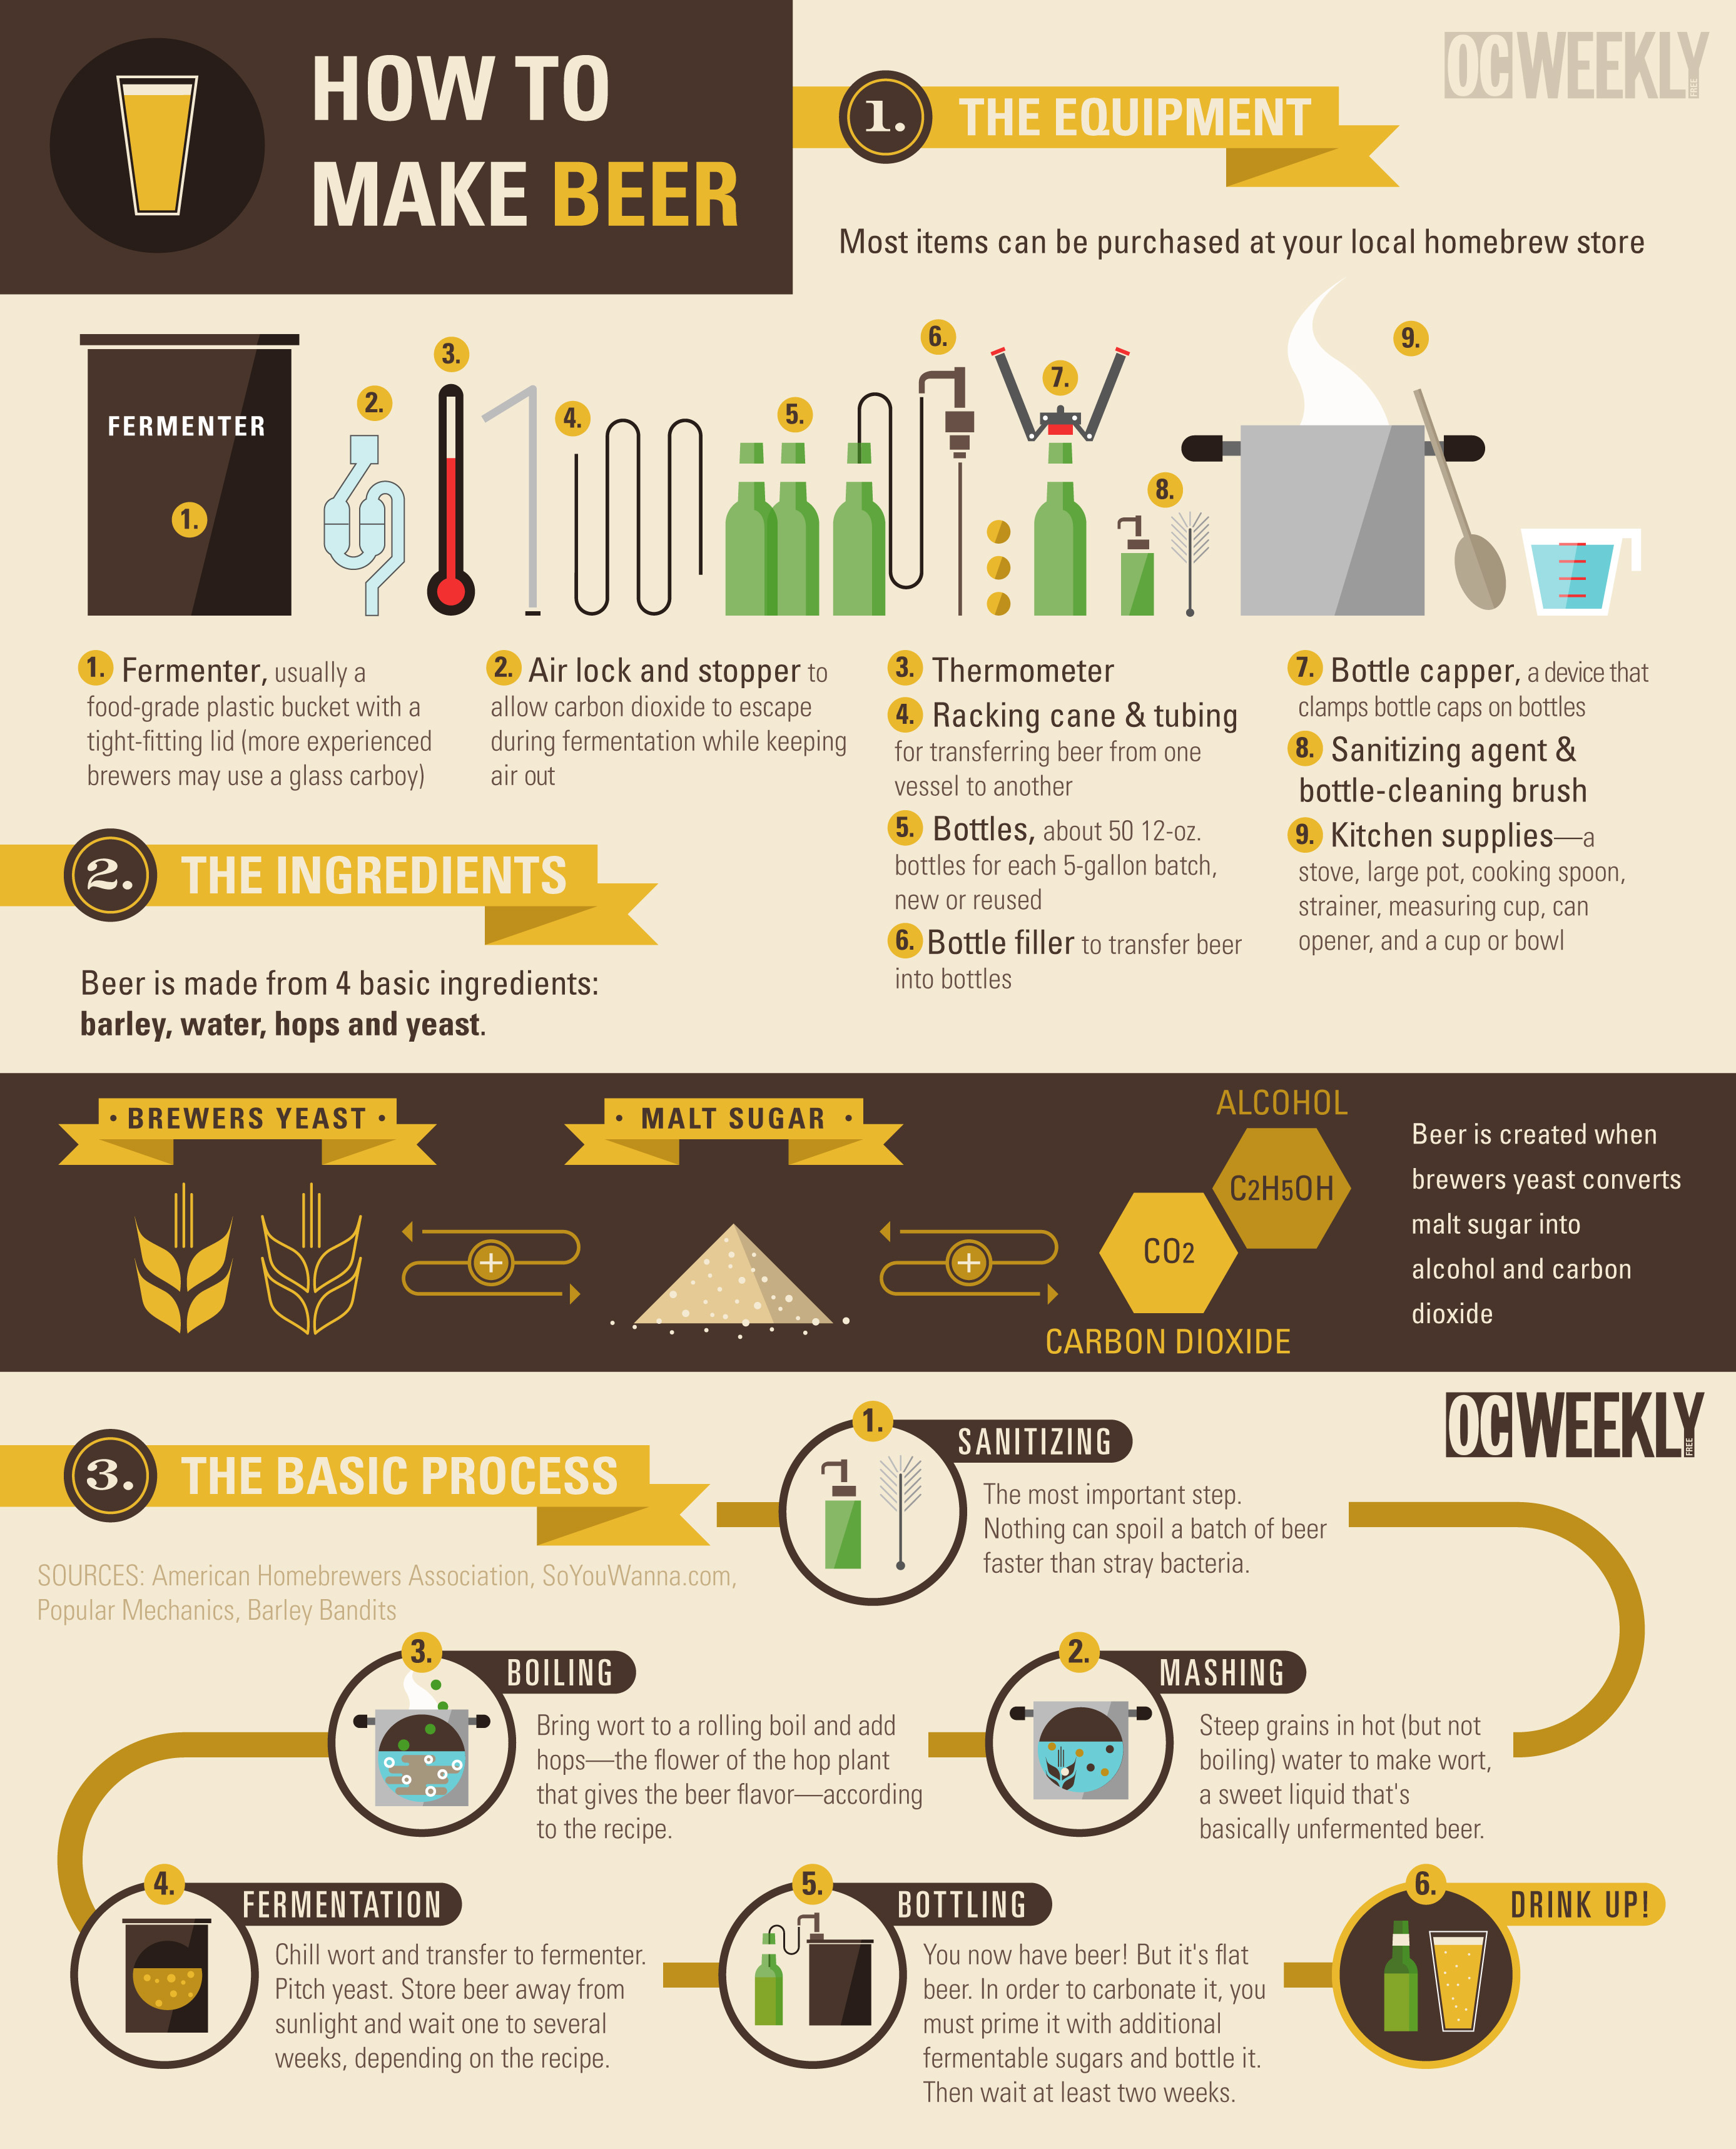 HOW TO
MAKE BEER
OC WEEKLY
FREE
1. THE EQUIPMENT
Most items can be purchased at your local homebrew store
FERMENTER
1.
2.
3.
4.
5.
6.
7.
8.
9.
1. Fermenter, usually a
food-grade plastic bucket with a
tight-fitting lid (more experienced
brewers may use a glass carboy)
2. Air lock and stopper to
allow carbon dioxide to escape
during fermentation while keeping
air out
3. Thermometer
4. Racking cane & tubing
for transferring beer from one
vessel to another
5. Bottles, about 50 12-oz.
bottles for each 5-gallon batch,
new or reused
6. Bottle filler to transfer beer
into bottles
7. Bottle capper, a device that
clamps bottle caps on bottles
8. Sanitizing agent &
bottle-cleaning brush
9. Kitchen supplies—a
stove, large pot, cooking spoon,
strainer, measuring cup, can
opener, and a cup or bowl
2. THE INGREDIENTS
Beer is made from 4 basic ingredients:
barley, water, hops and yeast.
• BREWERS YEAST •
• MALT SUGAR •
ALCOHOL
C2H5OH
CO2
CARBON DIOXIDE
Beer is created when
brewers yeast converts
malt sugar into
alcohol and carbon
dioxide
OC WEEKLY
FREE
3. THE BASIC PROCESS
SOURCES: American Homebrewers Association, SoYouWanna.com,
Popular Mechanics, Barley Bandits
1. SANITIZING
The most important step.
Nothing can spoil a batch of beer
faster than stray bacteria.
2. MASHING
Steep grains in hot (but not
boiling) water to make wort,
a sweet liquid that's
basically unfermented beer.
3. BOILING
Bring wort to a rolling boil and add
hops—the flower of the hop plant
that gives the beer flavor—according
to the recipe.
4. FERMENTATION
Chill wort and transfer to fermenter.
Pitch yeast. Store beer away from
sunlight and wait one to several
weeks, depending on the recipe.
5. BOTTLING
You now have beer! But it's flat
beer. In order to carbonate it, you
must prime it with additional
fermentable sugars and bottle it.
Then wait at least two weeks.
6. DRINK UP!